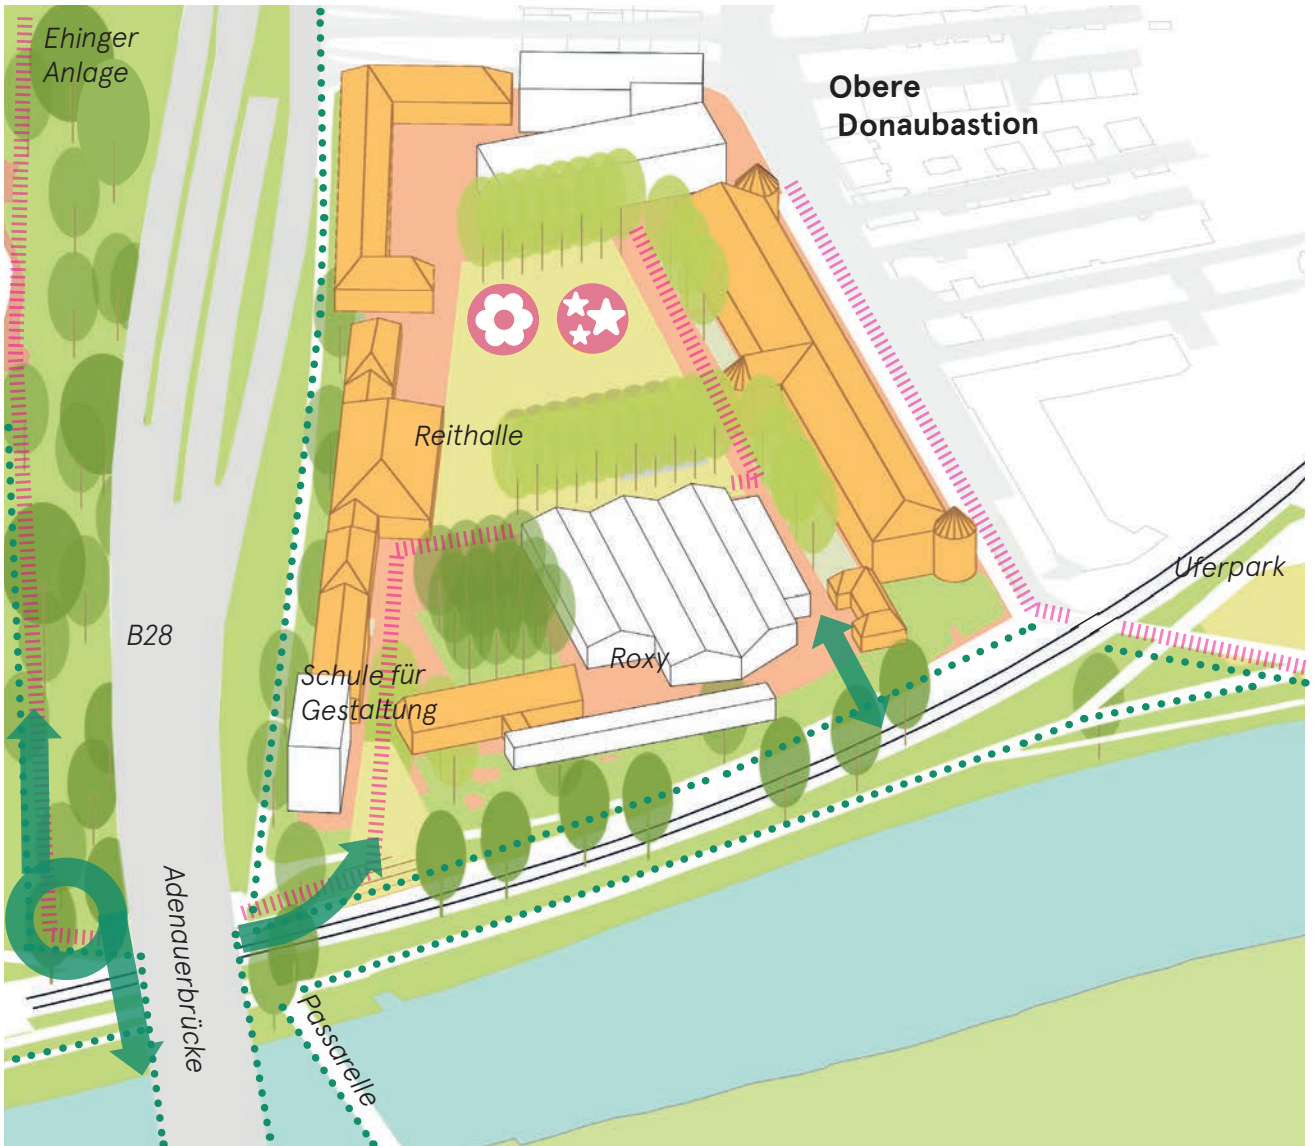 Ehinger
Anlage
Obere
Donaubastion
Reithalle
Uferpark
B28
Roxy
Schule für
Gestaltung
Adenauerbrücke
Passarelle